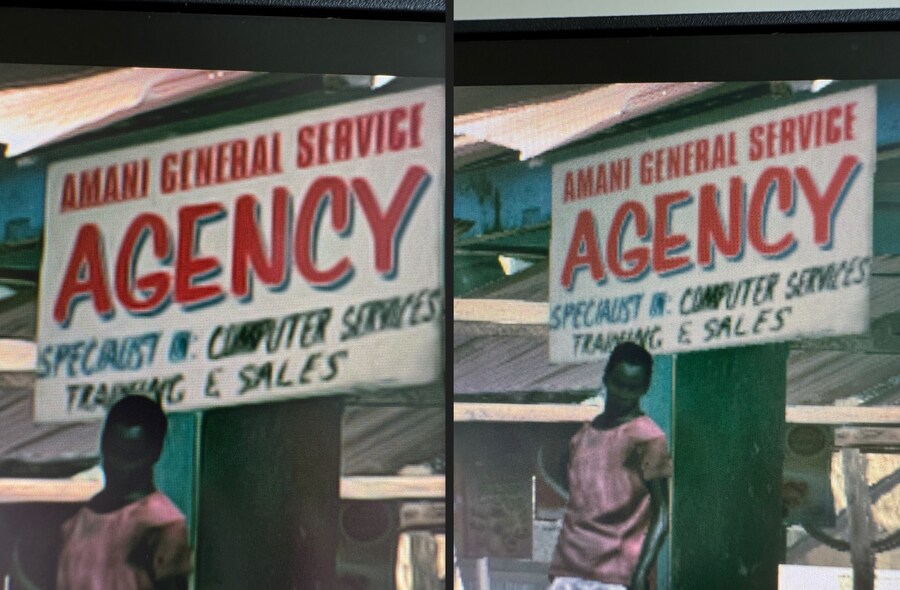 AMANI GENERAL SERVICE
AGENCY
SPECIALIST IN: COMPUTER SERVICES
TRAINING & SALES
AMANI GENERAL SERVICE
AGENCY
SPECIALIST IN: COMPUTER SERVICES
TRAINING & SALES